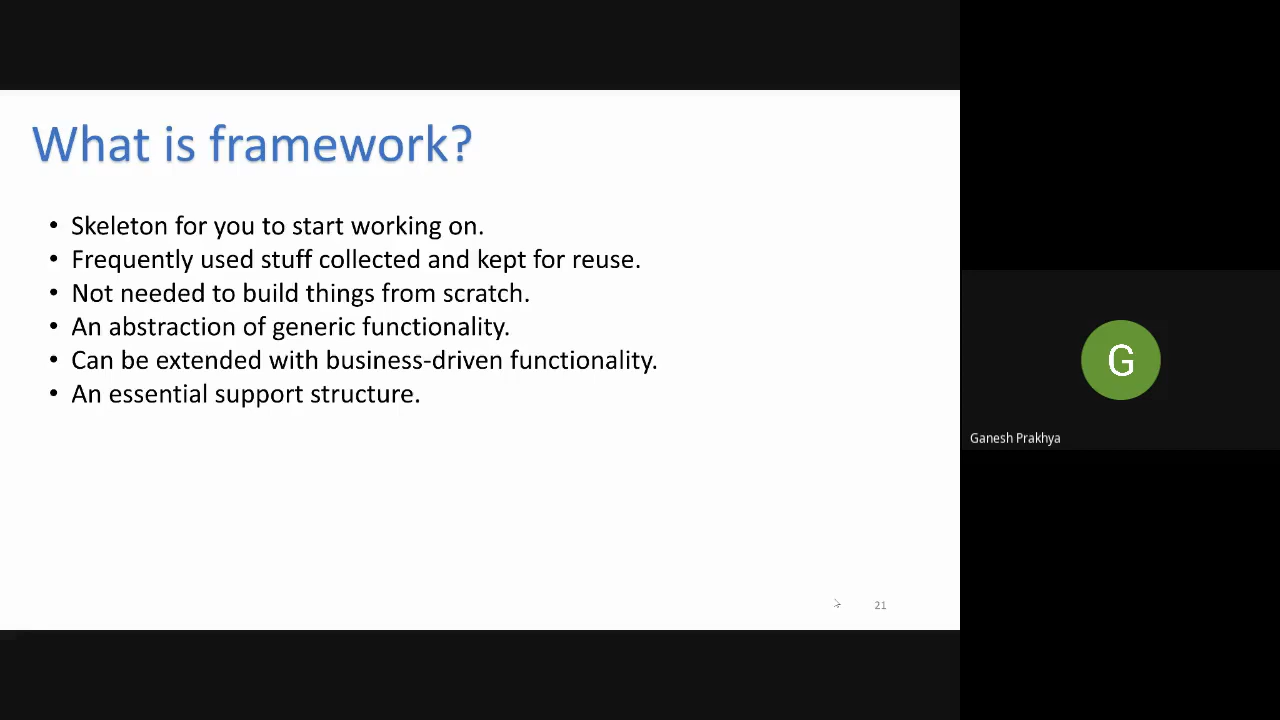 What is framework?
• Skeleton for you to start working on.
• Frequently used stuff collected and kept for reuse.
• Not needed to build things from scratch.
• An abstraction of generic functionality.
• Can be extended with business-driven functionality.
• An essential support structure.
21
G
Ganesh Prakhya